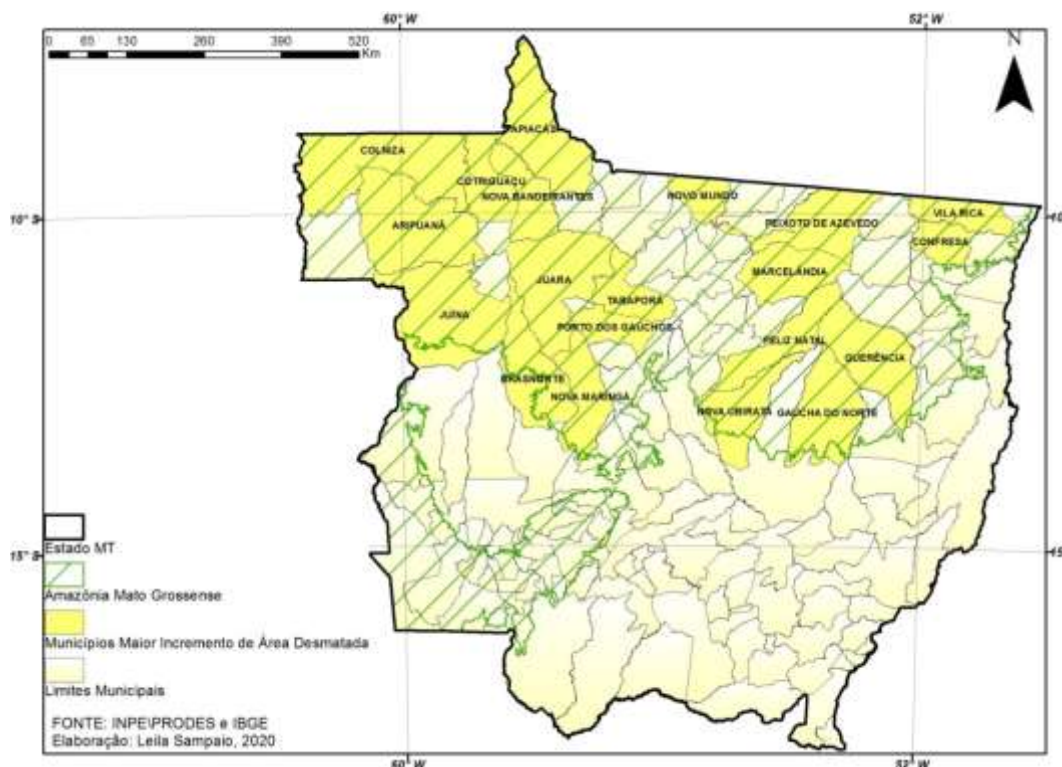 60° W
52° W
0 65 130 260 390 520
Km
N
APIACÁS
COLNIZA
COTRIGUAÇU
NOVA BANDEIRANTES
NOVO MUNDO
10° S
PEIXOTO DE AZEVEDO
VILA RICA
ARIPUANÃ
CONFRESA
MARCELÂNDIA
JUARA
TABAPORÃ
JUÍNA
PORTO DOS GAÚCHOS
FELIZ NATAL
QUERÊNCIA
BRASNORTE
NOVA MARINGÁ
NOVA UBIRATÃ
GAÚCHA DO NORTE
15° S
Estado MT
Amazônia Mato Grossense
Municípios Maior Incremento de Área Desmatada
Limites Municipais
FONTE: INPE\PRODES e IBGE
Elaboração: Leila Sampaio, 2020
60° W
52° W